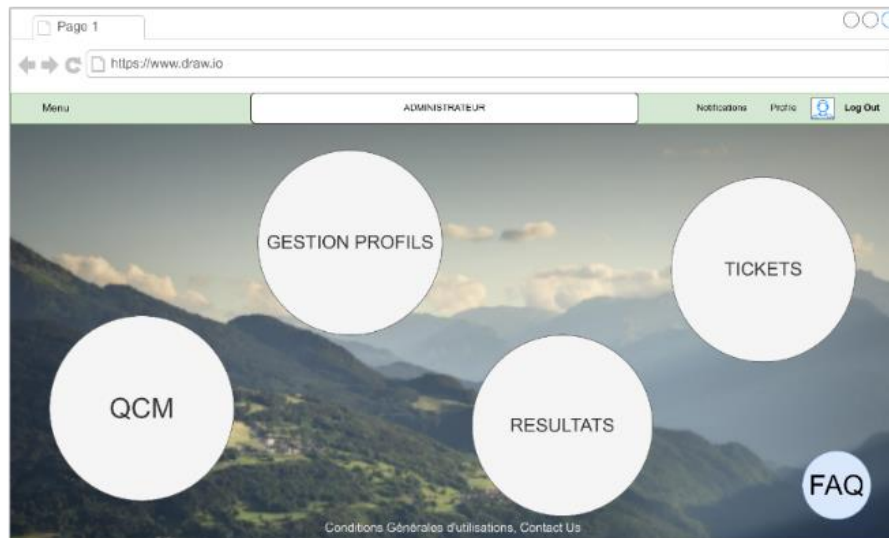 Page 1
https://www.draw.io
Menu
ADMINISTRATEUR
Notifications
Profile
Log Out
GESTION PROFILS
TICKETS
QCM
RESULTATS
FAQ
Conditions Générales d'utilisations, Contact Us